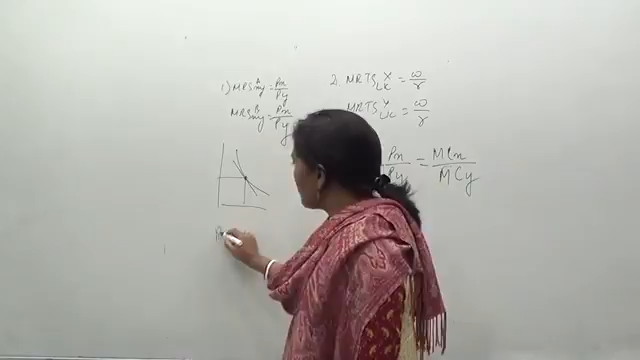 1) MRS^A_xy = Px/Py
MRS^B_xy = Px/Py
2. MRTS^X_LK = w/r
MRTS^Y_LK = w/r
Px/Py = MCx/MCy
P